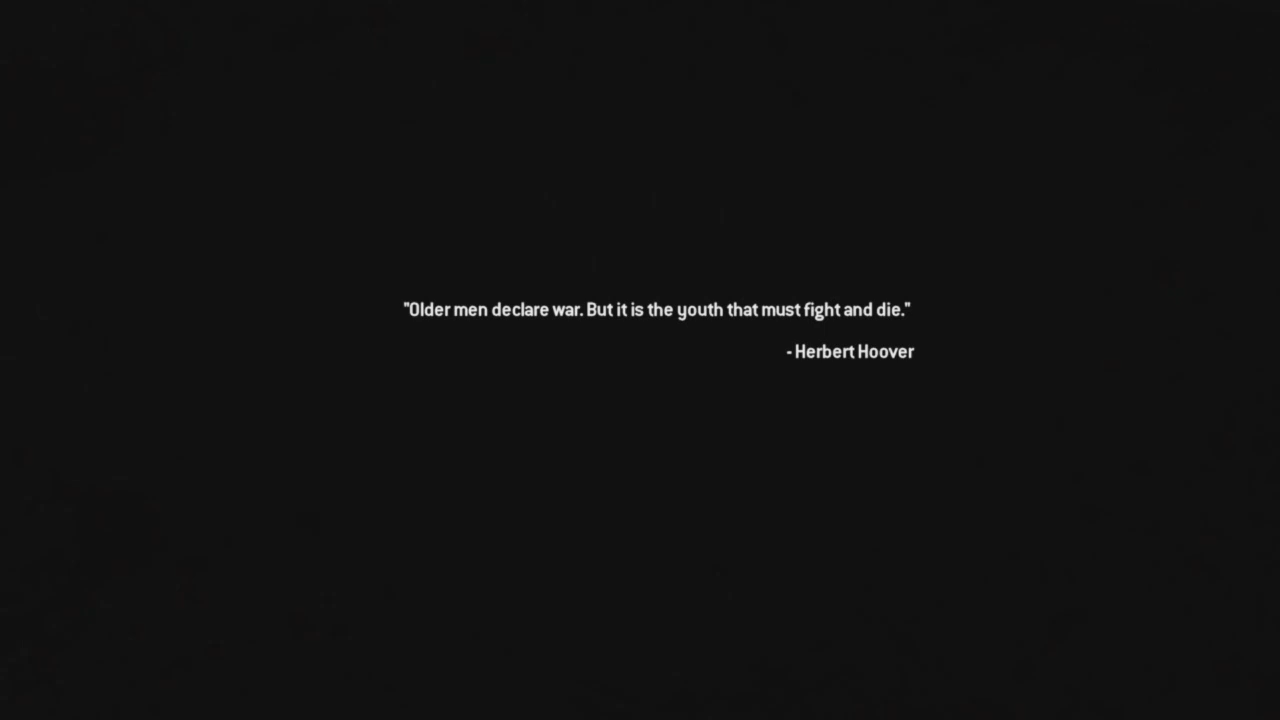 "Older men declare war. But it is the youth that must fight and die."
- Herbert Hoover